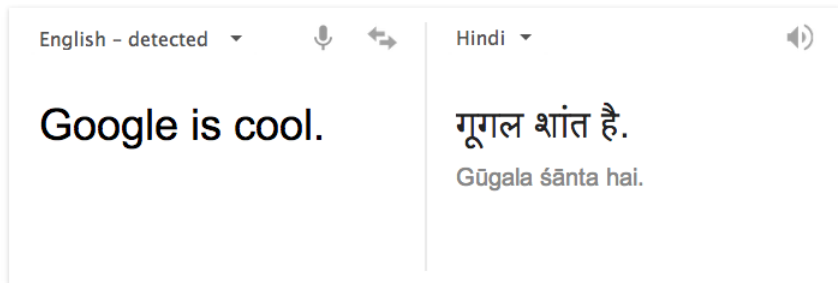 English – detected
Hindi
Google is cool.
गूगल शांत है.
Gūgala śānta hai.